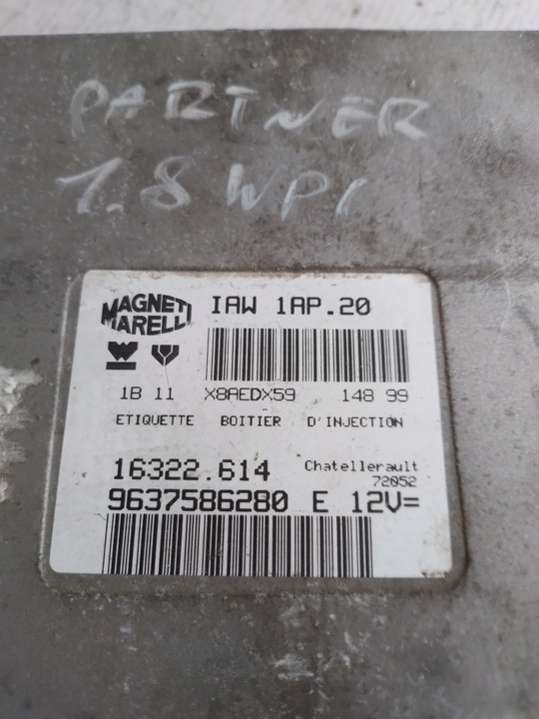 PARTNER
1.8 WPI
MAGNETI MARELLI
IAW 1AP.20
1B 11 X8AEDX59 148 99
ETIQUETTE BOITIER D'INJECTION
16322.614 Chatellerault
72052
9637586280 E 12V=